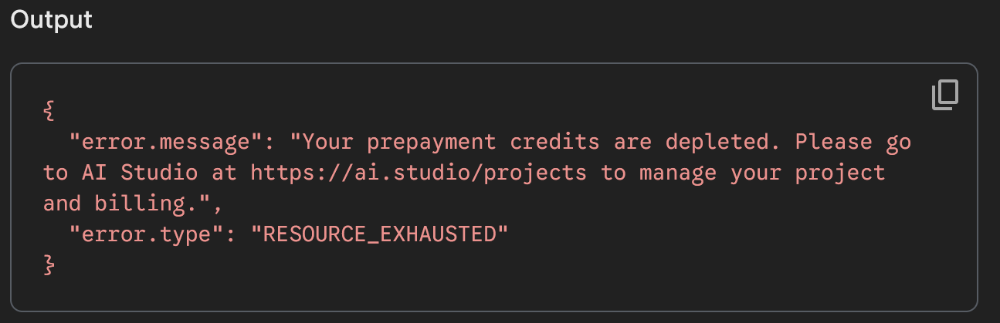 Output
{
"error.message": "Your prepayment credits are depleted. Please go
to AI Studio at https://ai.studio/projects to manage your project
and billing.",
"error.type": "RESOURCE_EXHAUSTED"
}